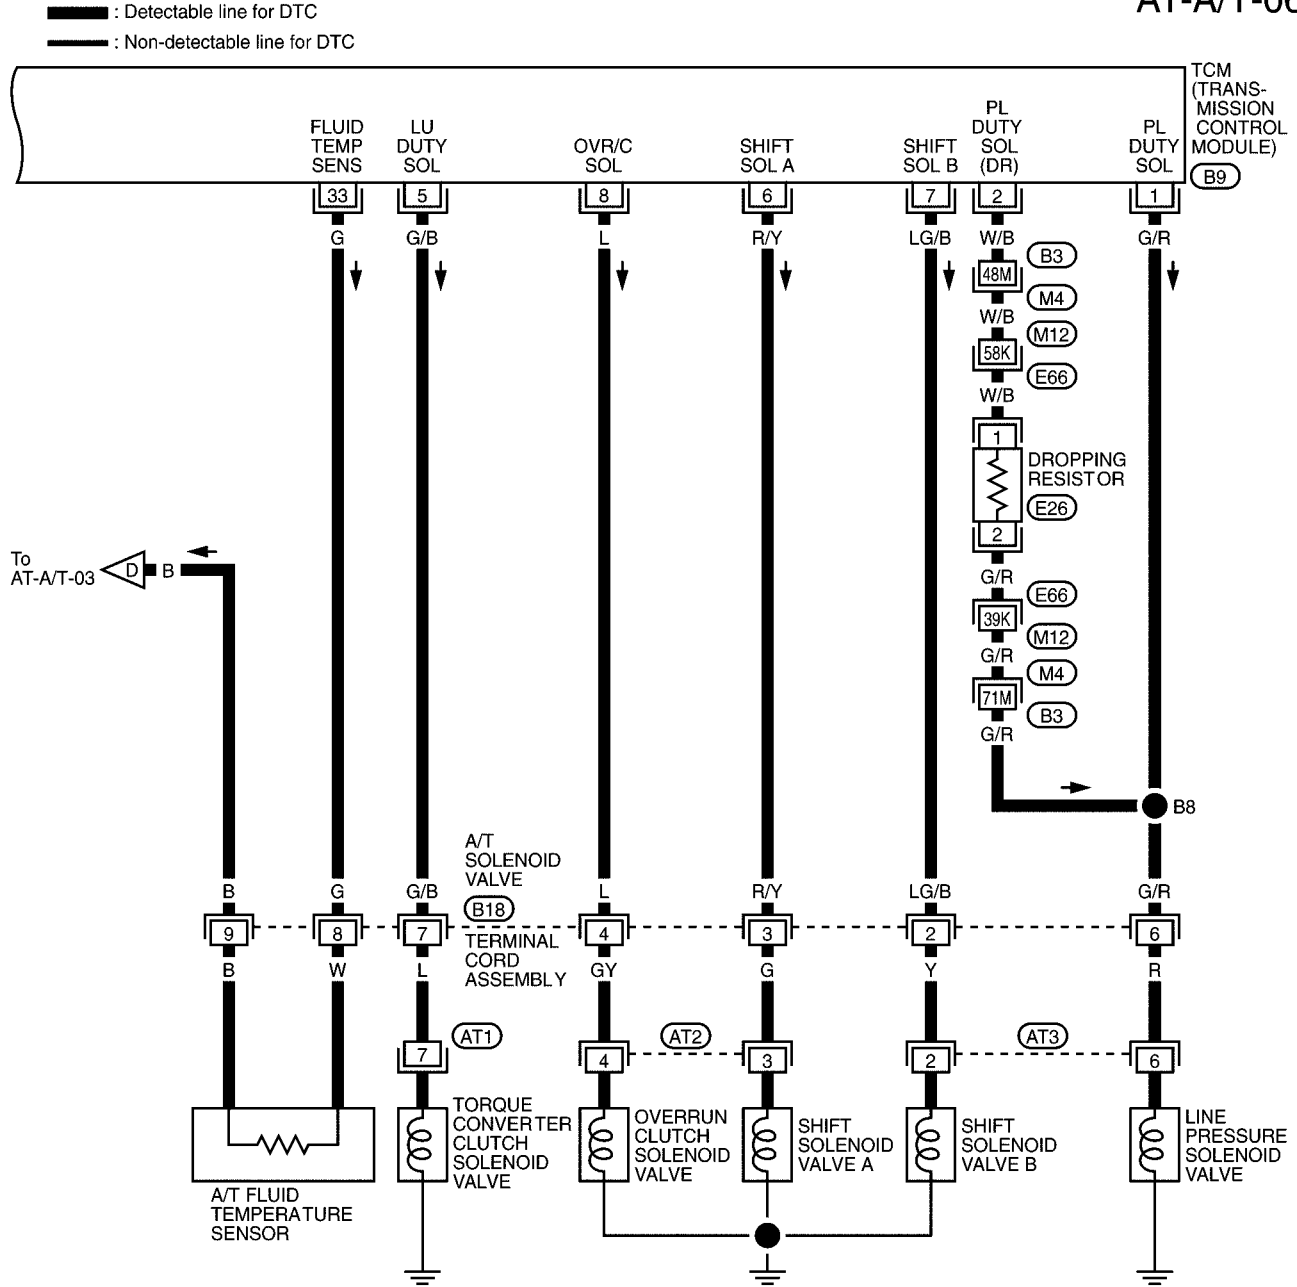 AT-A/T-06
: Detectable line for DTC
: Non-detectable line for DTC
TCM
(TRANS-
MISSION
CONTROL
MODULE)
B9
FLUID
TEMP
SENS
LU
DUTY
SOL
OVR/C
SOL
SHIFT
SOL A
SHIFT
SOL B
PL
DUTY
SOL
(DR)
PL
DUTY
SOL
33
5
8
6
7
2
1
G
G/B
L
R/Y
LG/B
W/B
G/R
B3
48M
M4
W/B
M12
58K
E66
W/B
1
DROPPING
RESISTOR
E26
2
G/R
E66
39K
M12
G/R
M4
71M
B3
G/R
To
AT-A/T-03
D
B
B8
A/T
SOLENOID
VALVE
B18
TERMINAL
CORD
ASSEMBLY
B
G
G/B
L
R/Y
LG/B
G/R
9
8
7
4
3
2
6
B
W
L
GY
G
Y
R
AT1
AT2
AT3
7
4
3
2
6
A/T FLUID
TEMPERATURE
SENSOR
TORQUE
CONVERTER
CLUTCH
SOLENOID
VALVE
OVERRUN
CLUTCH
SOLENOID
VALVE
SHIFT
SOLENOID
VALVE A
SHIFT
SOLENOID
VALVE B
LINE
PRESSURE
SOLENOID
VALVE